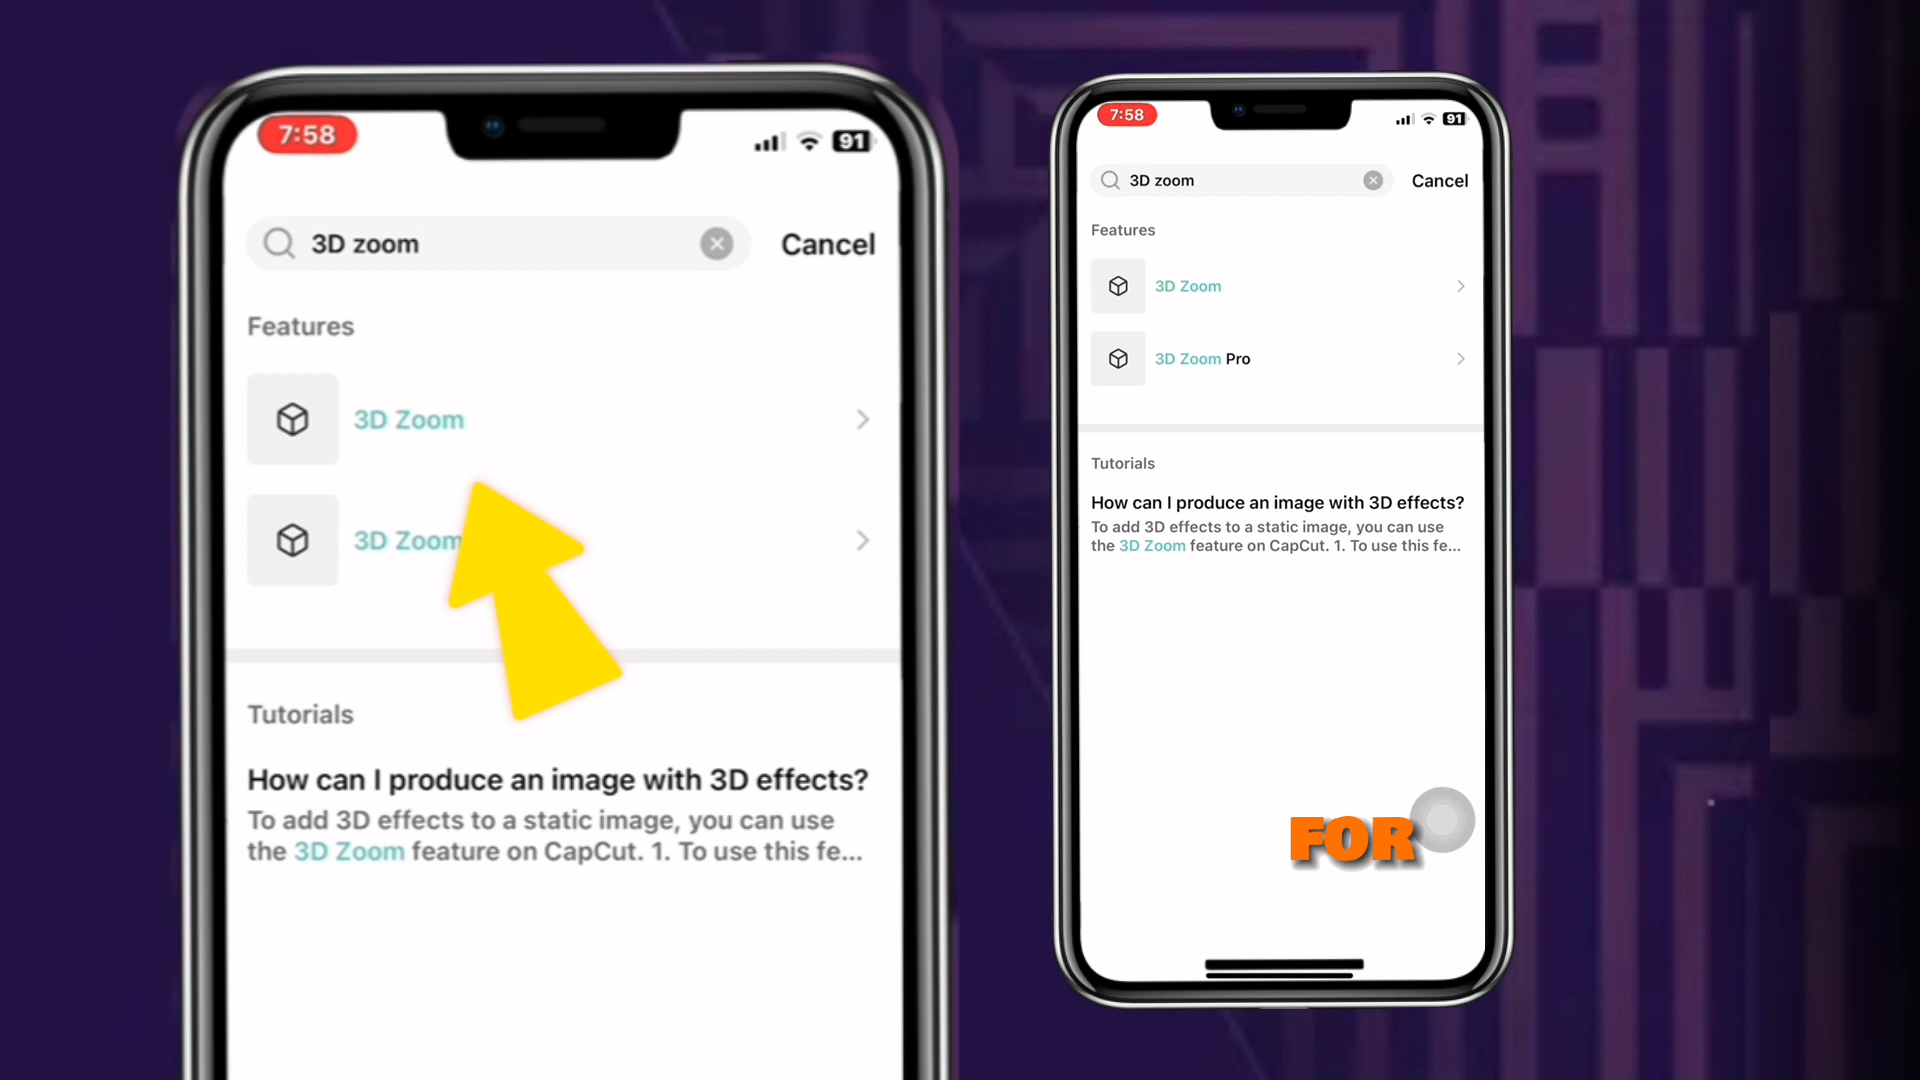 7:58
91
3D zoom
Cancel
Features
3D Zoom
3D Zoom
Tutorials
How can I produce an image with 3D effects?
To add 3D effects to a static image, you can use
the 3D Zoom feature on CapCut. 1. To use this fe...
7:58
91
3D zoom
Cancel
Features
3D Zoom
3D Zoom Pro
Tutorials
How can I produce an image with 3D effects?
To add 3D effects to a static image, you can use
the 3D Zoom feature on CapCut. 1. To use this fe...
FOR